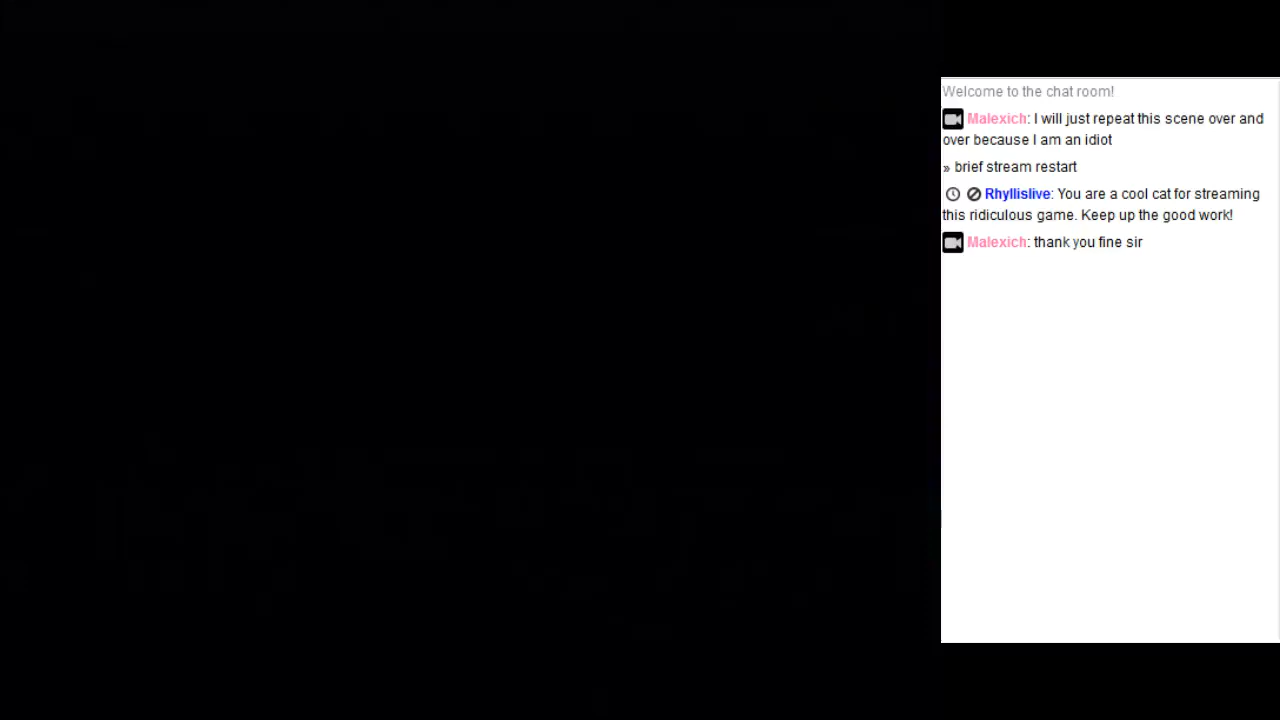 Welcome to the chat room!
Malexich: I will just repeat this scene over and
over because I am an idiot
» brief stream restart
Rhyllislive: You are a cool cat for streaming
this ridiculous game. Keep up the good work!
Malexich: thank you fine sir